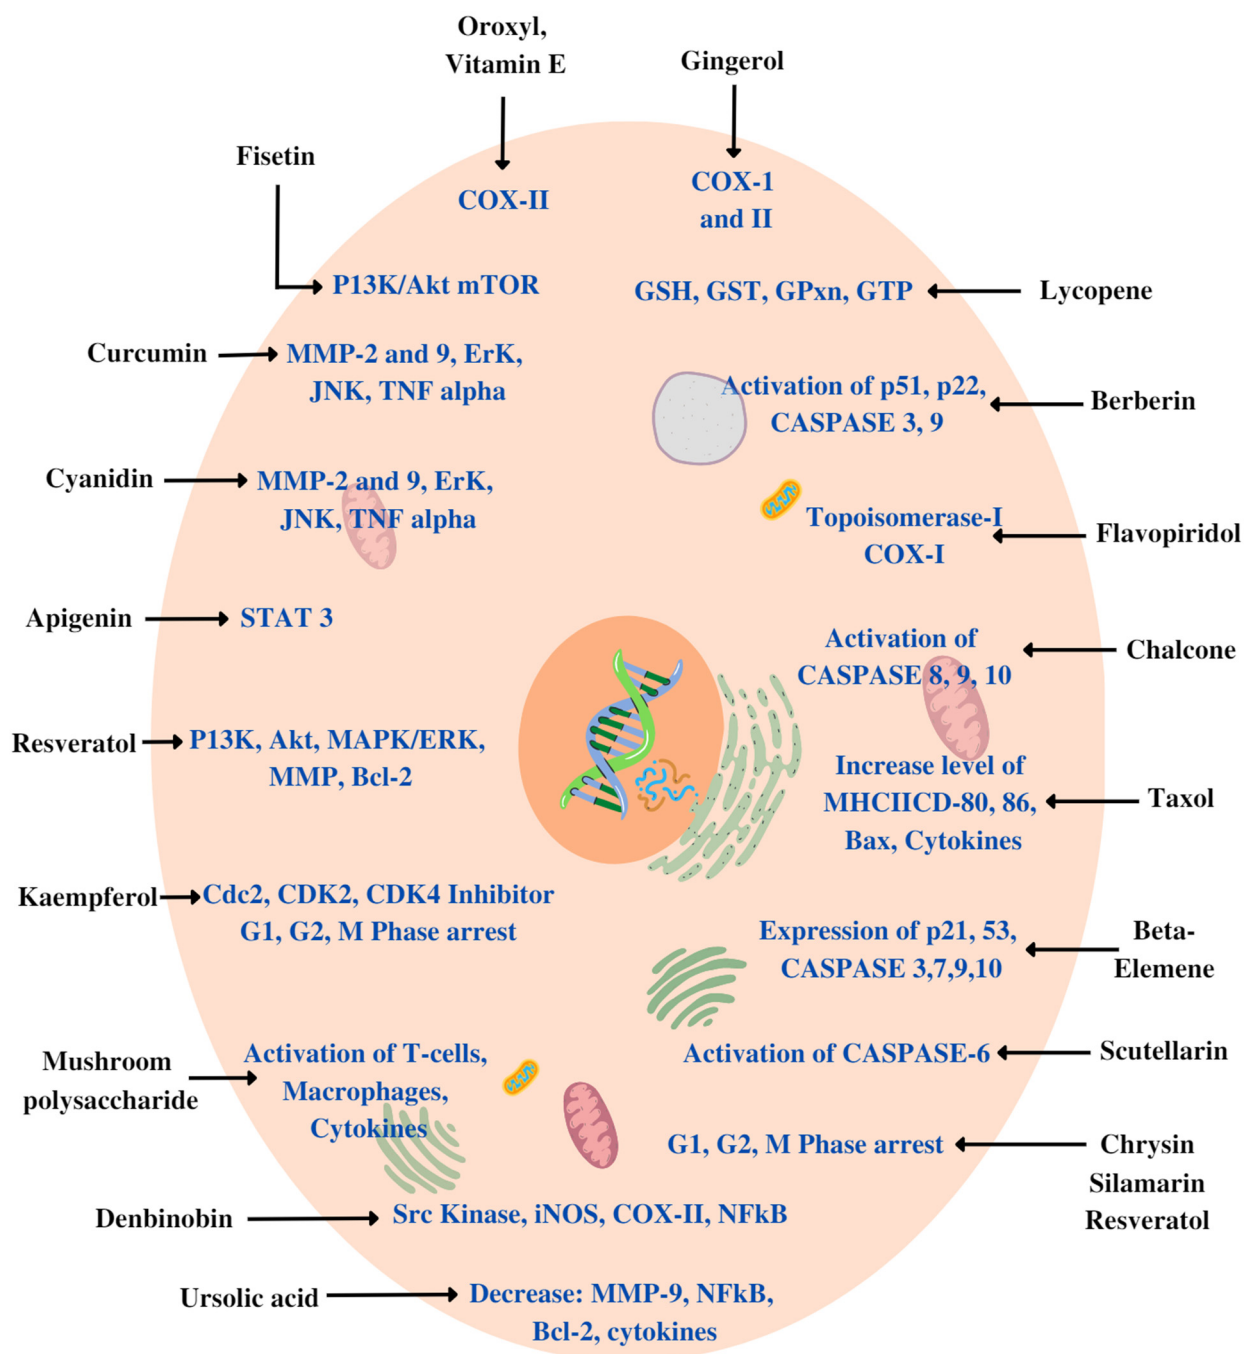 Oroxyl,
Vitamin E
COX-II
Gingerol
COX-1
and II
Fisetin
P13K/Akt mTOR
GSH, GST, GPxn, GTP
Lycopene
Curcumin
MMP-2 and 9, ErK,
JNK, TNF alpha
Activation of p51, p22,
CASPASE 3, 9
Berberin
Cyanidin
MMP-2 and 9, ErK,
JNK, TNF alpha
Topoisomerase-I
COX-I
Flavopiridol
Apigenin
STAT 3
Activation of
CASPASE 8, 9, 10
Chalcone
Resveratol
P13K, Akt, MAPK/ERK,
MMP, Bcl-2
Increase level of
MHCIICD-80, 86,
Bax, Cytokines
Taxol
Kaempferol
Cdc2, CDK2, CDK4 Inhibitor
G1, G2, M Phase arrest
Expression of p21, 53,
CASPASE 3,7,9,10
Beta-
Elemene
Mushroom
polysaccharide
Activation of T-cells,
Macrophages,
Cytokines
Activation of CASPASE-6
Scutellarin
G1, G2, M Phase arrest
Chrysin
Silamarin
Resveratol
Denbinobin
Src Kinase, iNOS, COX-II, NFkB
Ursolic acid
Decrease: MMP-9, NFkB,
Bcl-2, cytokines